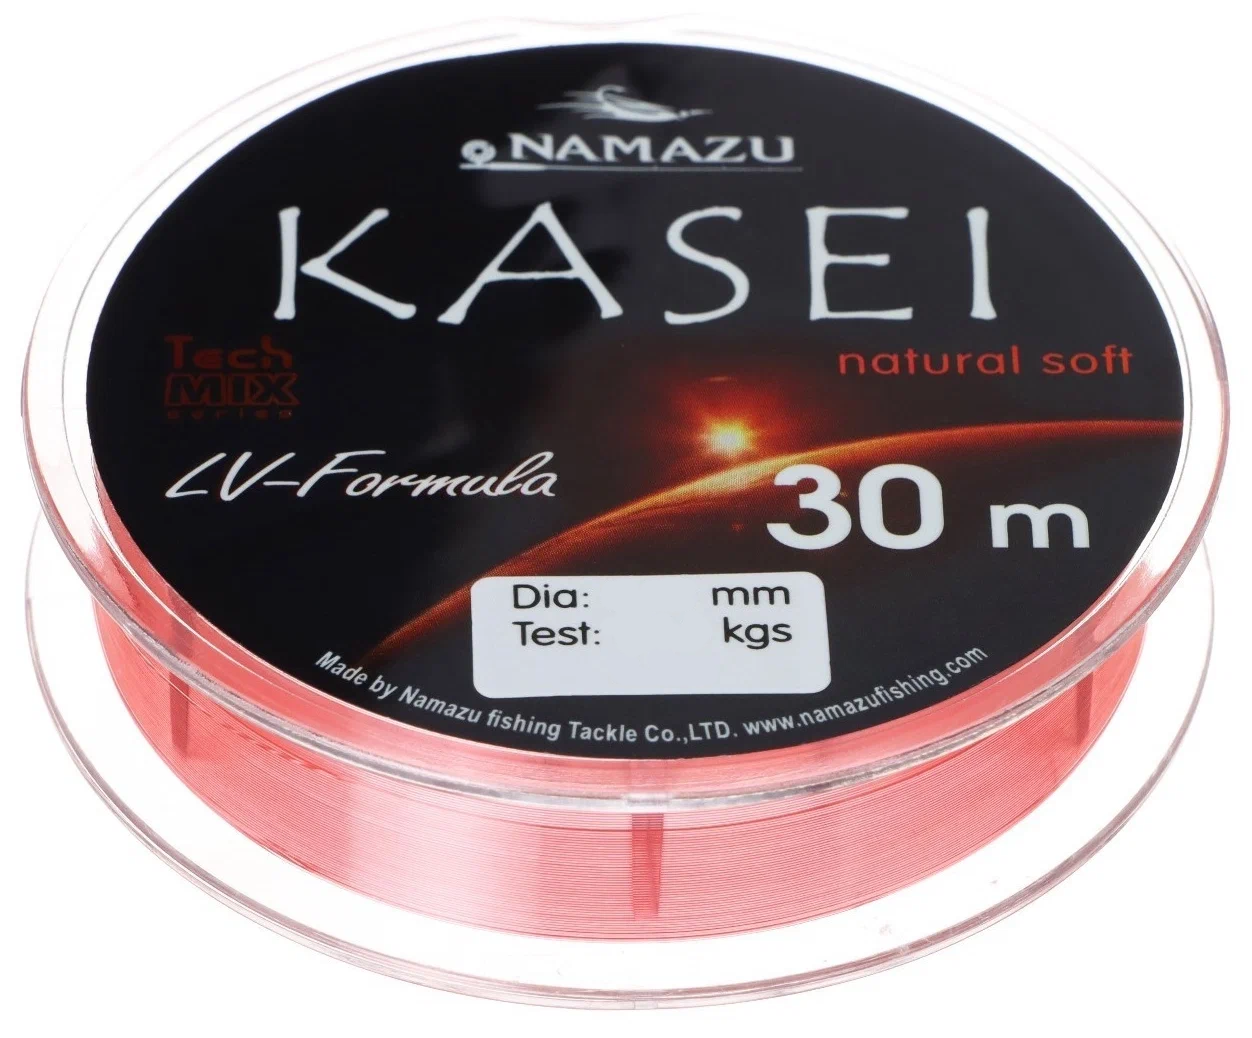 NAMAZU
KASEI
natural soft
Tech
MIX
series
LV-Formula
30 m
Dia: mm
Test: kgs
Made by Namazu fishing Tackle Co.,LTD. www.namazufishing.com